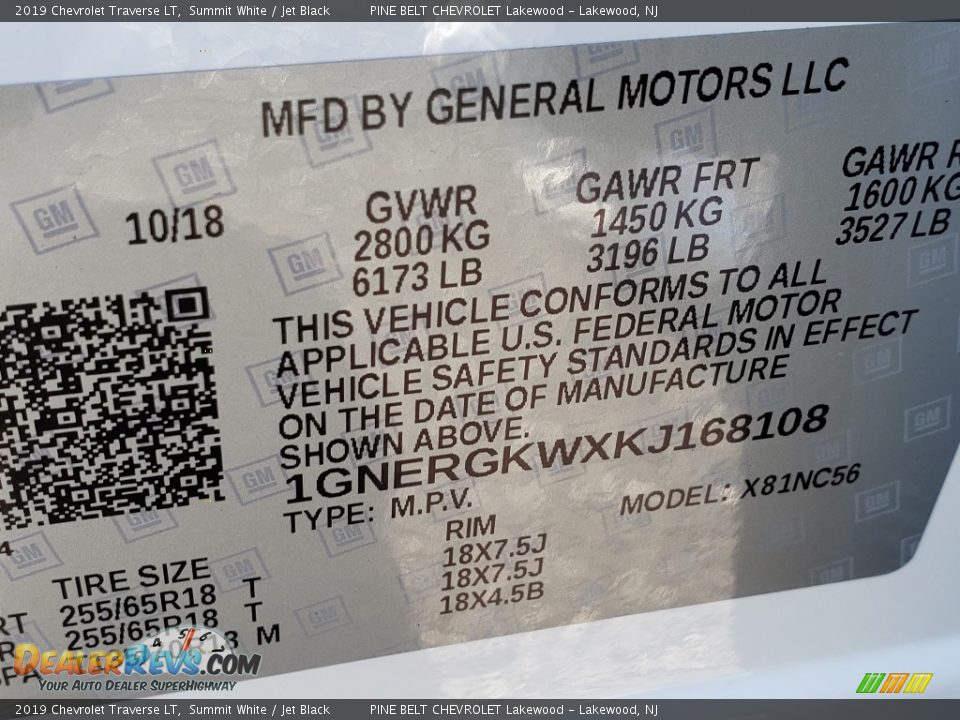 2019 Chevrolet Traverse LT, Summit White / Jet Black PINE BELT CHEVROLET Lakewood – Lakewood, NJ
MFD BY GENERAL MOTORS LLC
10/18 GVWR GAWR FRT GAWR
2800 KG 1450 KG 1600 KG
6173 LB 3196 LB 3527 LB
THIS VEHICLE CONFORMS TO ALL
APPLICABLE U.S. FEDERAL MOTOR
VEHICLE SAFETY STANDARDS IN EFFECT
ON THE DATE OF MANUFACTURE
SHOWN ABOVE.
1GNERGKWXKJ168108
TYPE: M.P.V. MODEL: X81NC56
TIRE SIZE RIM
255/65R18 T 18X7.5J
255/65R18 T 18X7.5J
M 18X4.5B
DEALERREVS.COM
YOUR AUTO DEALER SUPERHIGHWAY
2019 Chevrolet Traverse LT, Summit White / Jet Black PINE BELT CHEVROLET Lakewood – Lakewood, NJ